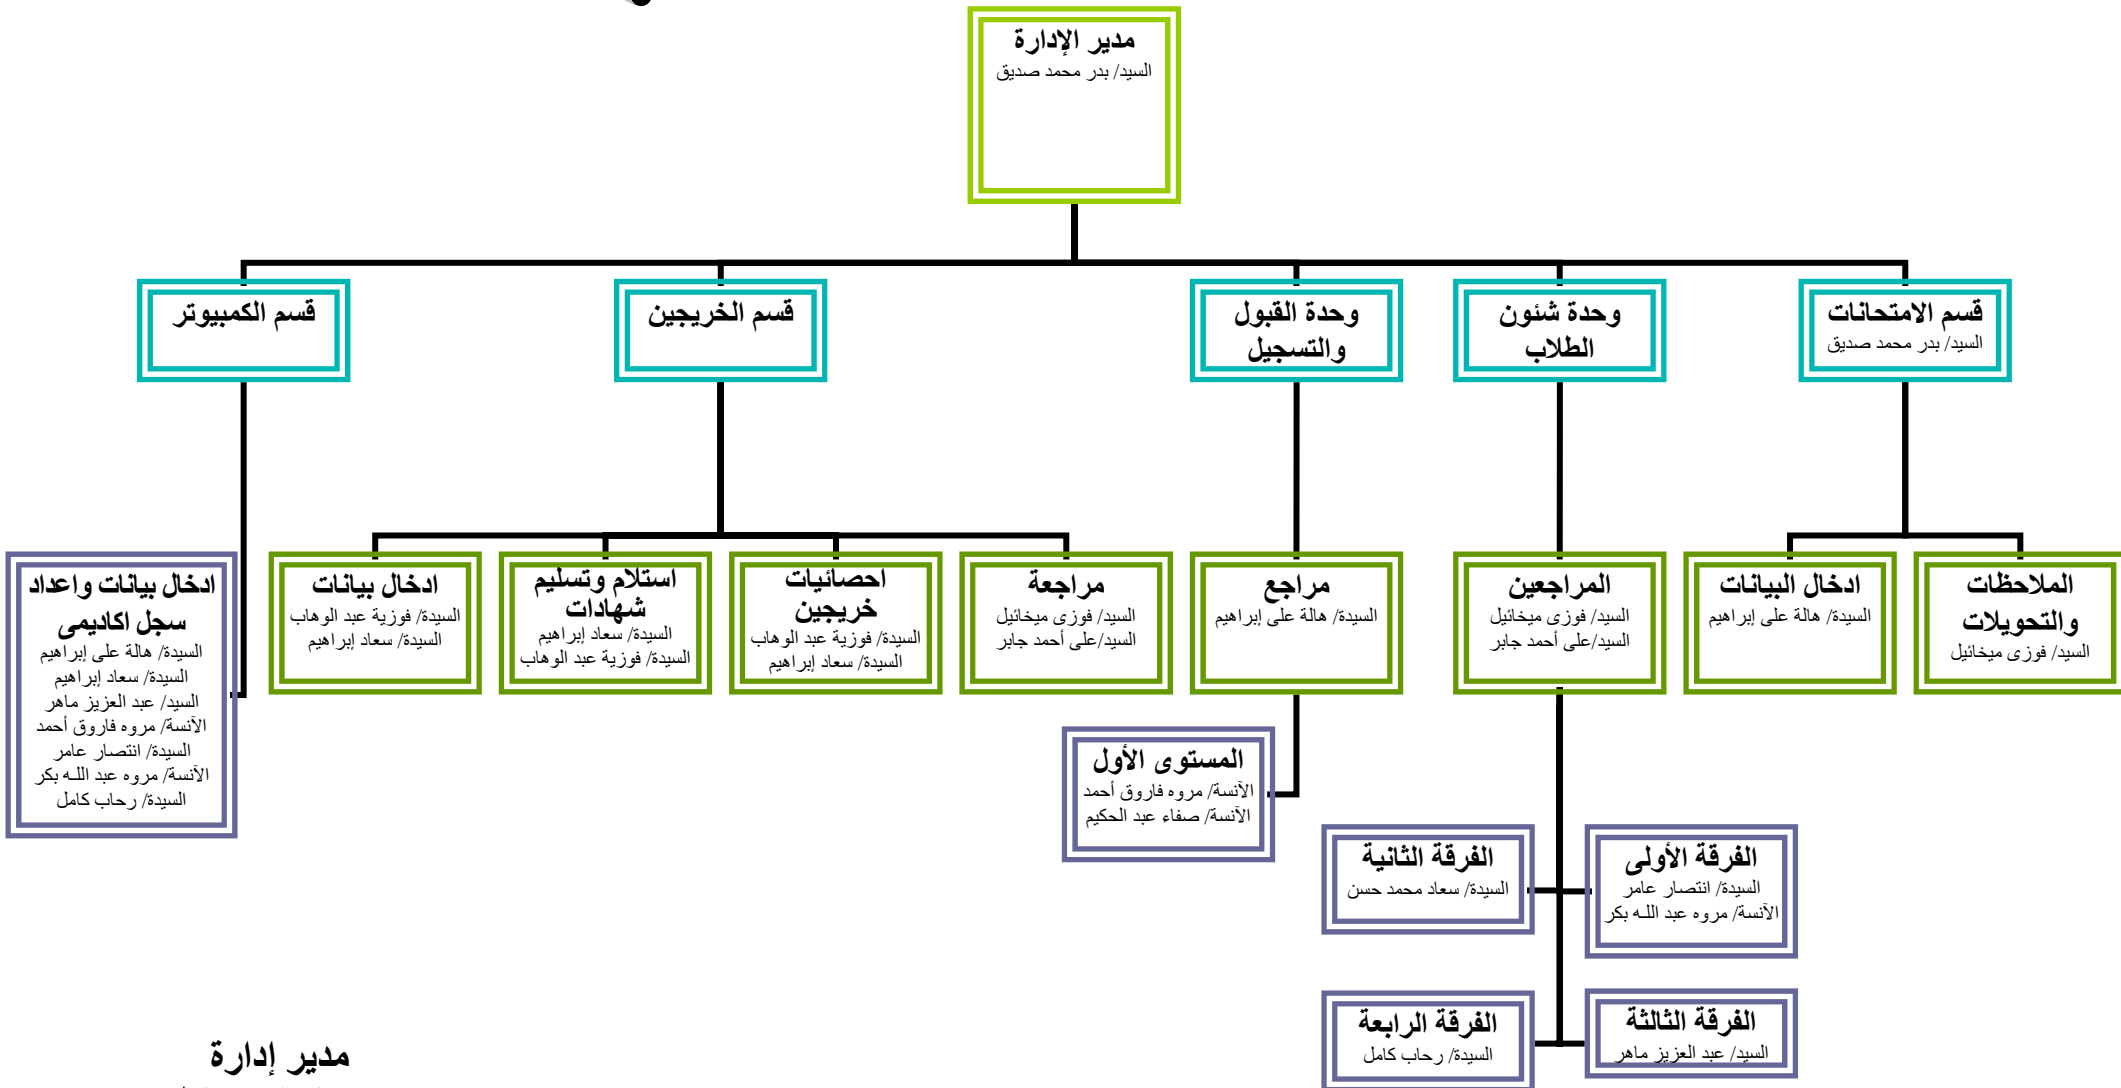 مدير الإدارة
السيد/ بدر محمد صديق
قسم الامتحانات
السيد/ بدر محمد صديق
وحدة شئون
الطلاب
وحدة القبول
والتسجيل
قسم الخريجين
قسم الكمبيوتر
الملاحظات
والتحويلات
السيد/ فوزى ميخائيل
ادخال البيانات
السيدة/ هالة على إبراهيم
المراجعين
السيد/ فوزى ميخائيل
السيد/على أحمد جابر
مراجع
السيدة/ هالة على إبراهيم
مراجعة
السيد/ فوزى ميخائيل
السيد/على أحمد جابر
احصائيات
خريجين
السيدة/ فوزية عبد الوهاب
السيدة/ سعاد إبراهيم
استلام وتسليم
شهادات
السيدة/ سعاد إبراهيم
السيدة/ فوزية عبد الوهاب
ادخال بيانات
السيدة/ فوزية عبد الوهاب
السيدة/ سعاد إبراهيم
ادخال بيانات واعداد
سجل اكاديمى
السيدة/ هالة على إبراهيم
السيدة/ سعاد إبراهيم
السيد/ عبد العزيز ماهر
الآنسة/ مروه فاروق أحمد
السيدة/ انتصار عامر
الآنسة/ مروه عبد اللـه بكر
السيدة/ رحاب كامل
المستوى الأول
الآنسة/ مروه فاروق أحمد
الآنسة/ صفاء عبد الحكيم
الفرقة الأولى
السيدة/ انتصار عامر
الآنسة/ مروه عبد اللـه بكر
الفرقة الثانية
السيدة/ سعاد محمد حسن
الفرقة الثالثة
السيد/ عبد العزيز ماهر
الفرقة الرابعة
السيدة/ رحاب كامل
مدير إدارة